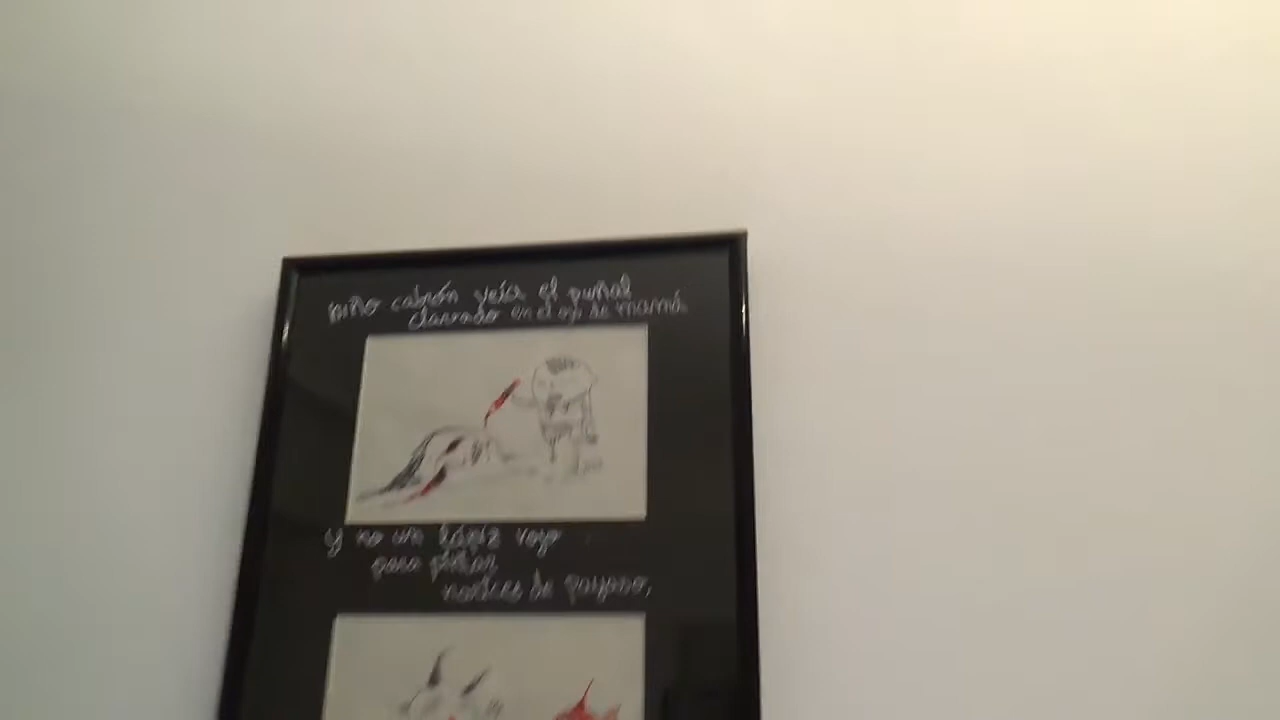 niño cabrón veía el puñal
clavado en el ojo de mamá
y no un lápiz rojo
para pintar
narices de payaso,